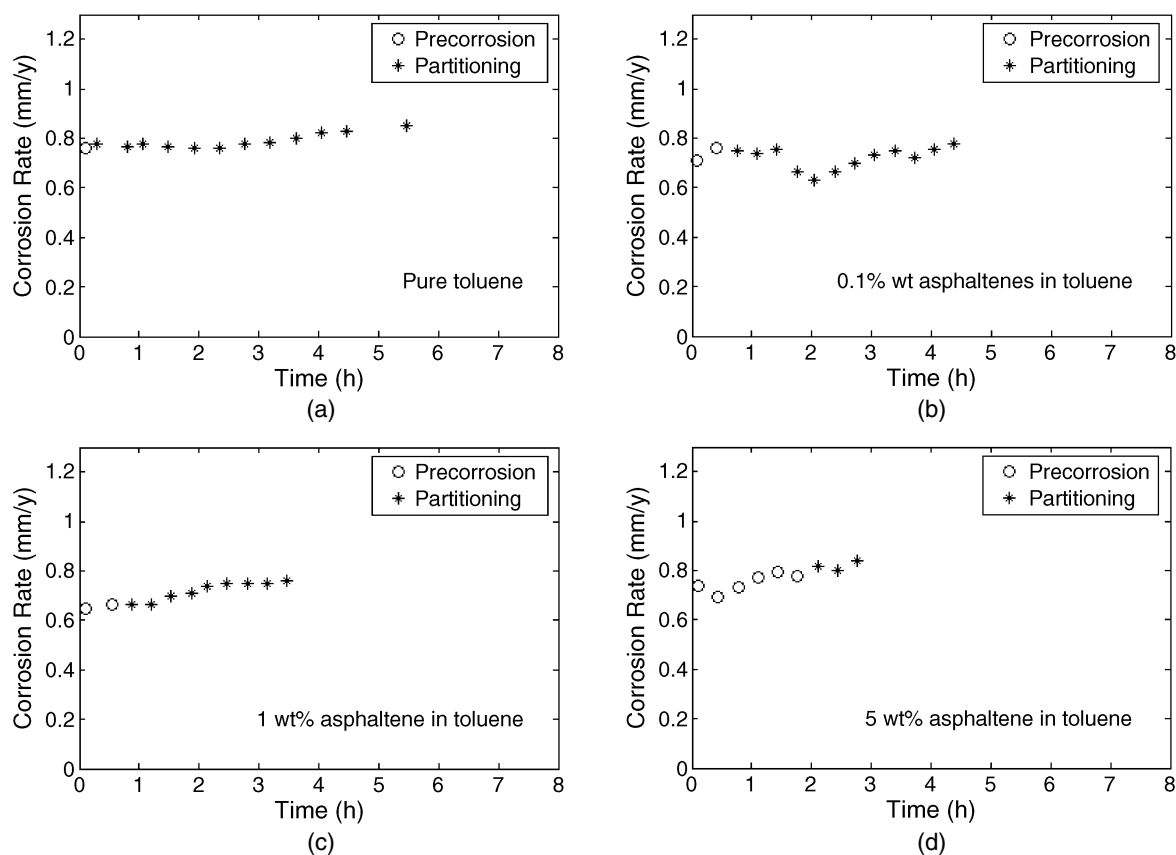 1.2
1
0.8
0.6
0.4
0.2
0
Corrosion Rate (mm/y)
Precorrosion
Partitioning
Pure toluene
0 1 2 3 4 5 6 7 8
Time (h)
(a)
1.2
1
0.8
0.6
0.4
0.2
0
Corrosion Rate (mm/y)
Precorrosion
Partitioning
0.1% wt asphaltenes in toluene
0 1 2 3 4 5 6 7 8
Time (h)
(b)
1.2
1
0.8
0.6
0.4
0.2
0
Corrosion Rate (mm/y)
Precorrosion
Partitioning
1 wt% asphaltene in toluene
0 1 2 3 4 5 6 7 8
Time (h)
(c)
1.2
1
0.8
0.6
0.4
0.2
0
Corrosion Rate (mm/y)
Precorrosion
Partitioning
5 wt% asphaltene in toluene
0 1 2 3 4 5 6 7 8
Time (h)
(d)